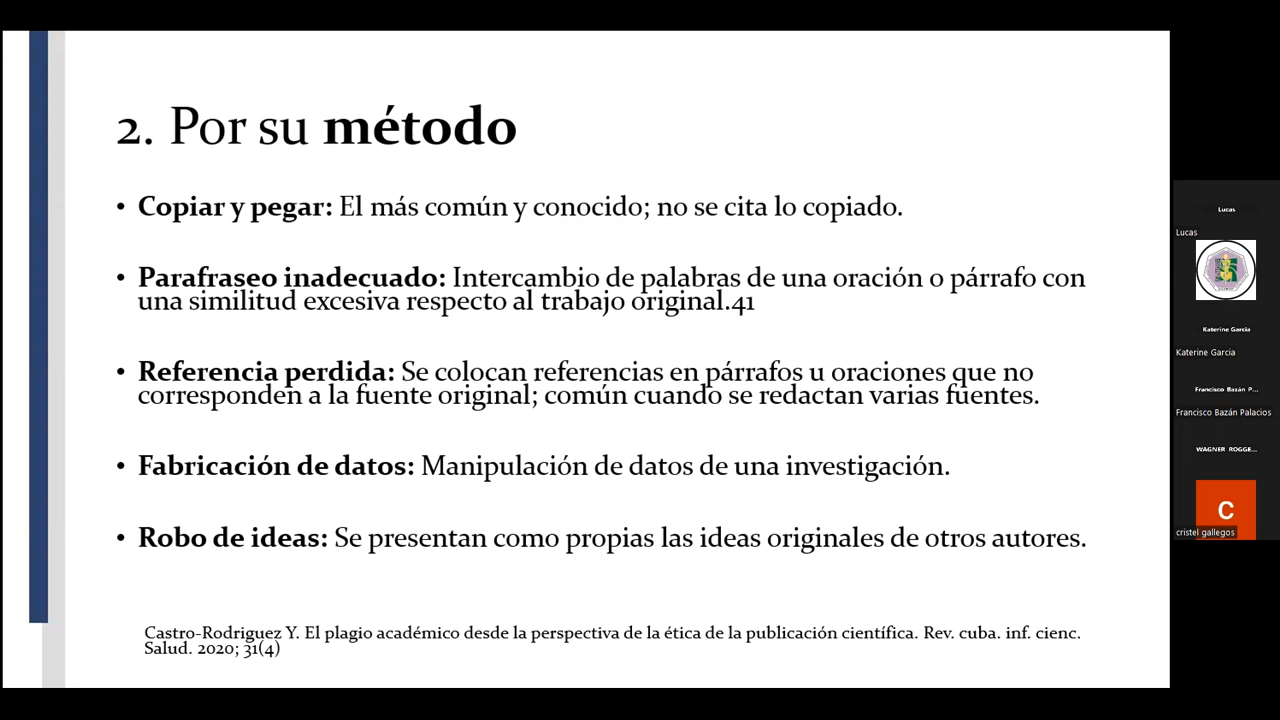 2. Por su método
• Copiar y pegar: El más común y conocido; no se cita lo copiado.
• Parafraseo inadecuado: Intercambio de palabras de una oración o párrafo con
una similitud excesiva respecto al trabajo original.41
• Referencia perdida: Se colocan referencias en párrafos u oraciones que no
corresponden a la fuente original; común cuando se redactan varias fuentes.
• Fabricación de datos: Manipulación de datos de una investigación.
• Robo de ideas: Se presentan como propias las ideas originales de otros autores.
Castro-Rodriguez Y. El plagio académico desde la perspectiva de la ética de la publicación científica. Rev. cuba. inf. cienc.
Salud. 2020; 31(4)
Lucas
Lucas
Katerine Garcia
Katerine Garcia
Francisco Bazán P...
Francisco Bazán Palacios
WAGNER ROGGE...
C
cristel gallegos